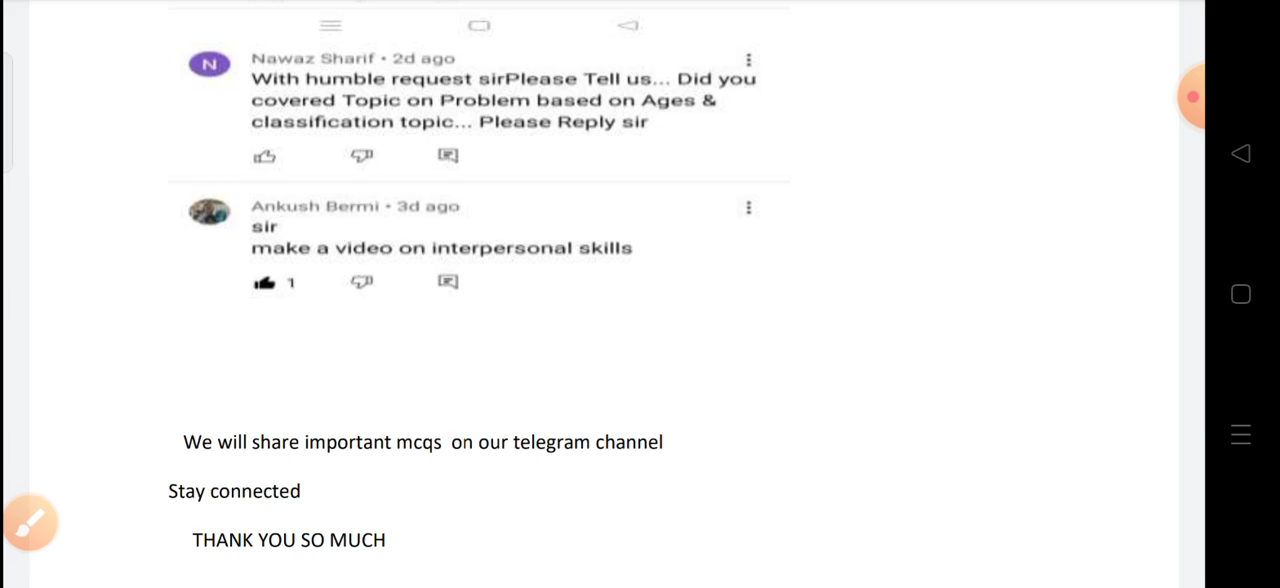 N
Nawaz Sharif • 2d ago
With humble request sirPlease Tell us... Did you
covered Topic on Problem based on Ages &
classification topic... Please Reply sir
Ankush Bermi • 3d ago
sir
make a video on interpersonal skills
1
We will share important mcqs on our telegram channel
Stay connected
THANK YOU SO MUCH